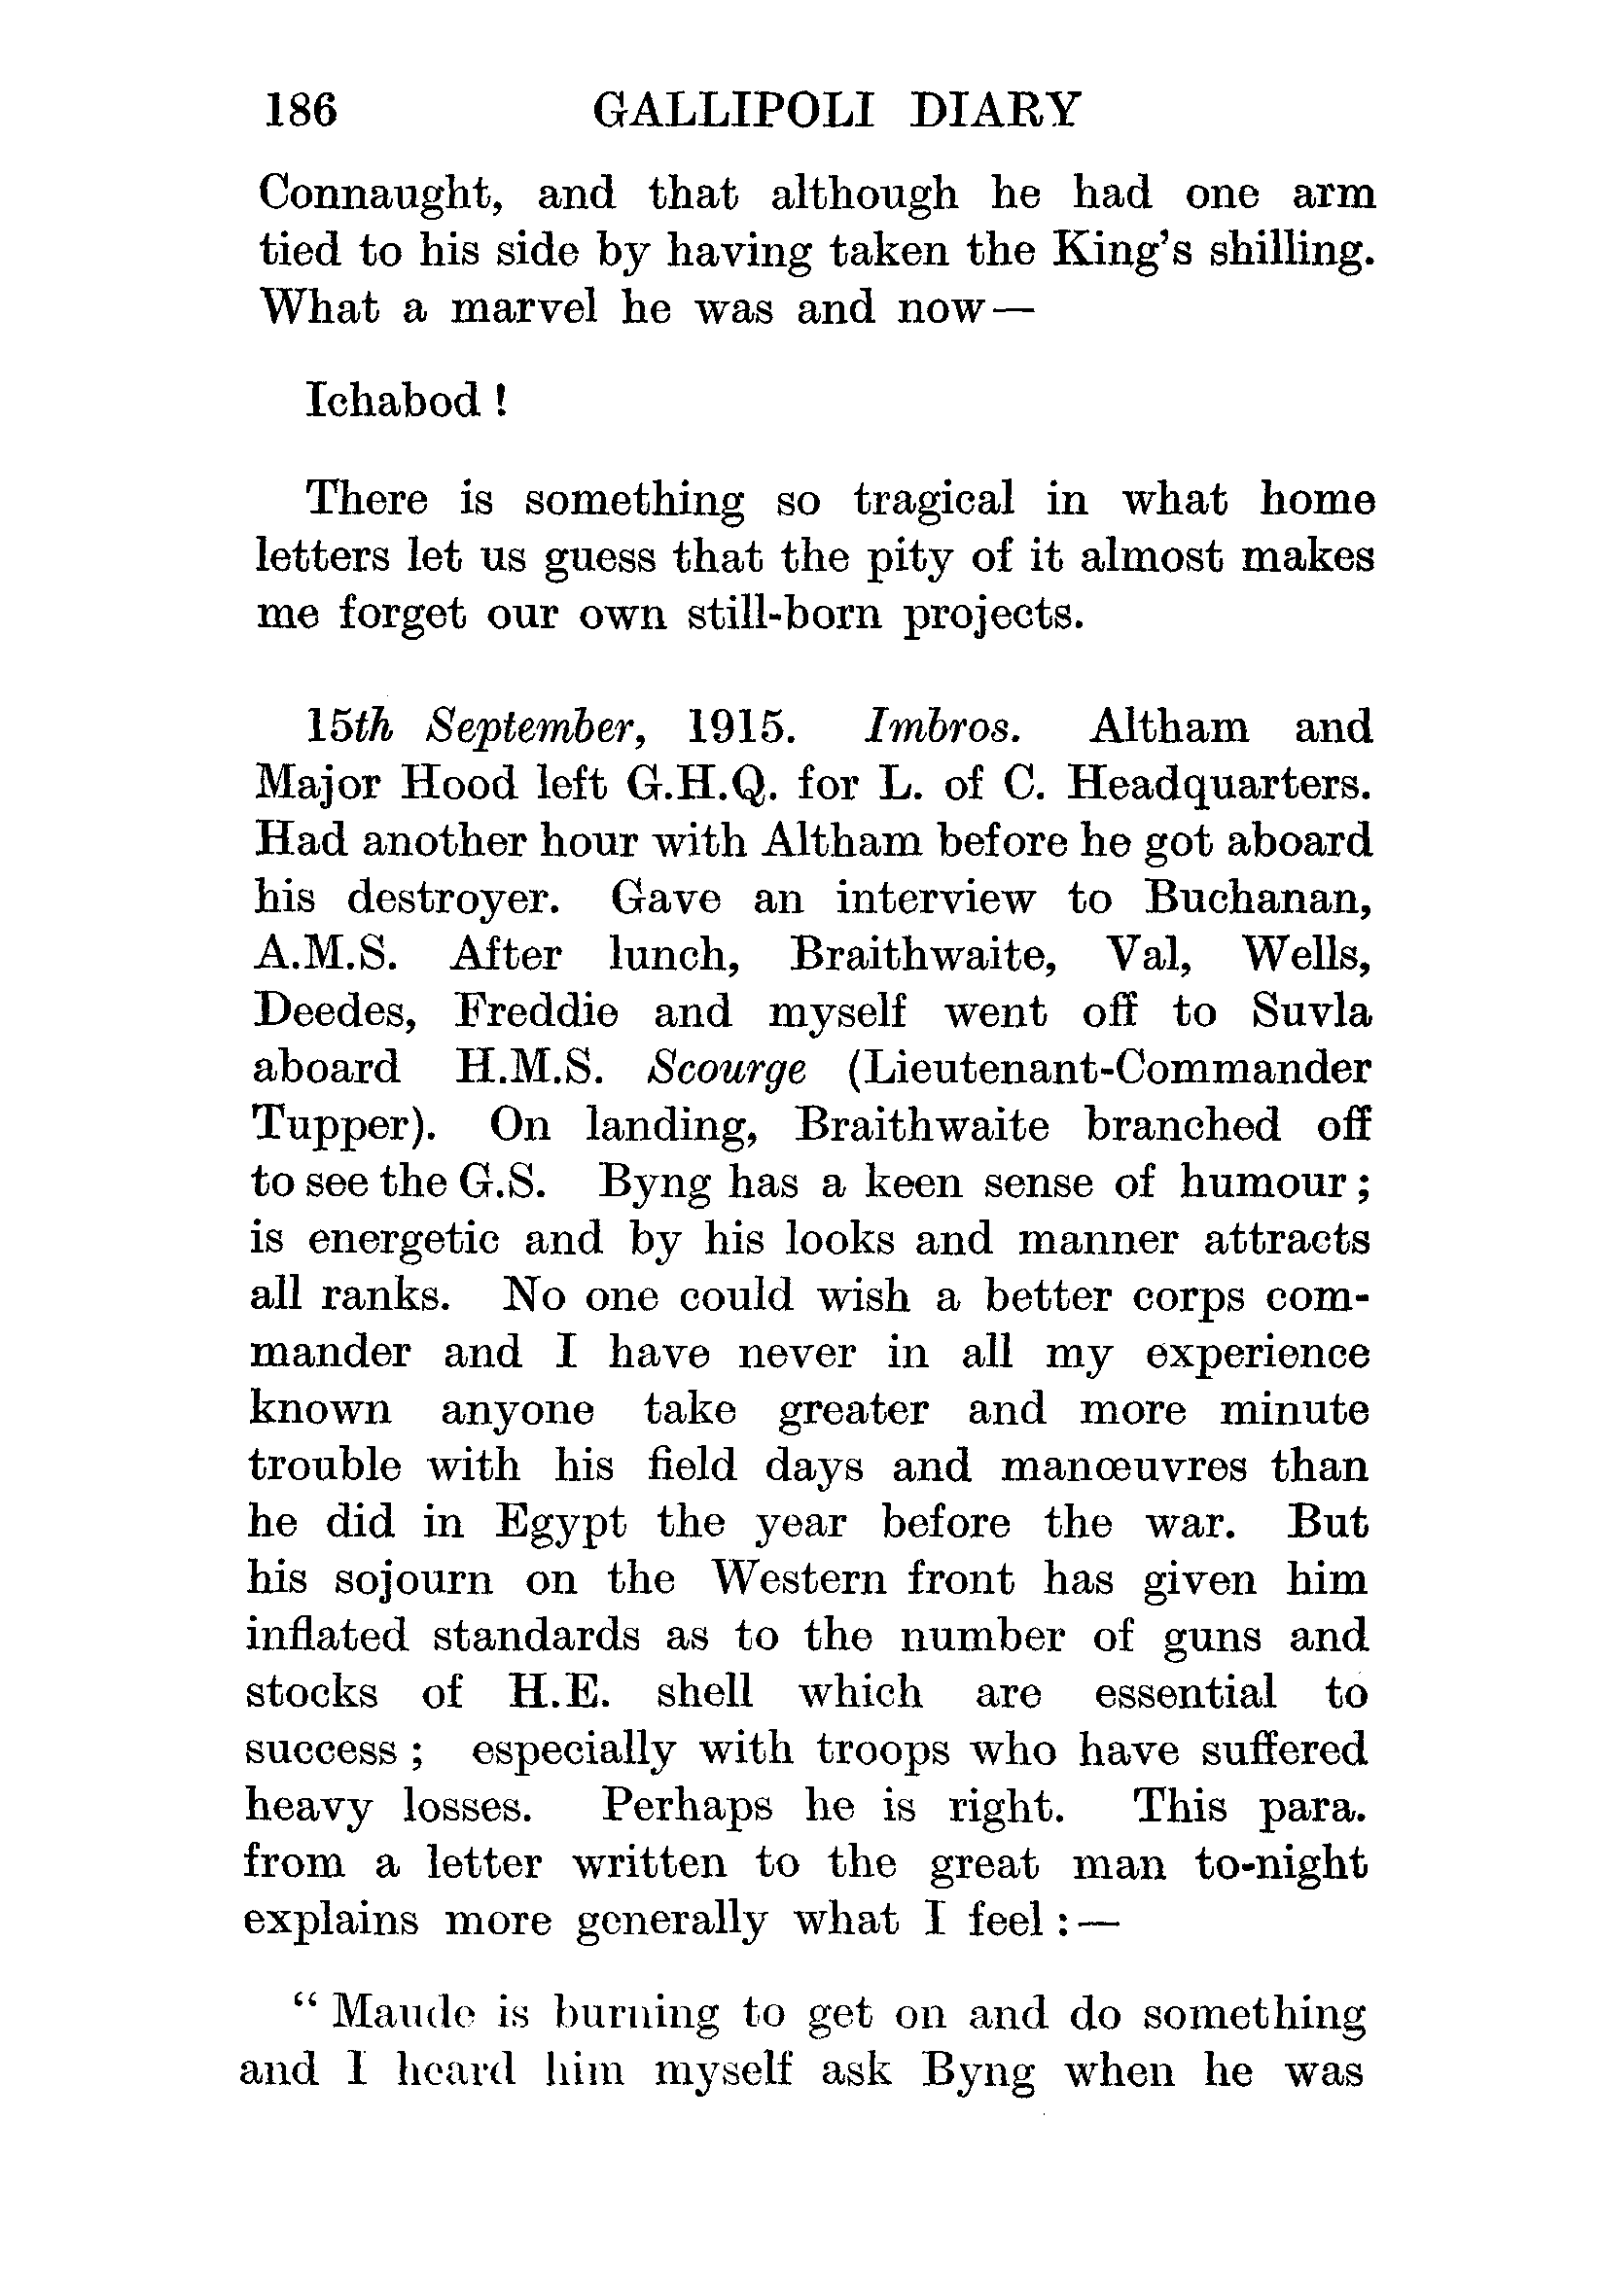 186 GALLIPOLI DIARY
Connaught, and that although he had one arm
tied to his side by having taken the King's shilling.
What a marvel he was and now—
Ichabod !
There is something so tragical in what home
letters let us guess that the pity of it almost makes
me forget our own still-born projects.
15th September, 1915. Imbros. Altham and
Major Hood left G.H.Q. for L. of C. Headquarters.
Had another hour with Altham before he got aboard
his destroyer. Gave an interview to Buchanan,
A.M.S. After lunch, Braithwaite, Val, Wells,
Deedes, Freddie and myself went off to Suvla
aboard H.M.S. Scourge (Lieutenant-Commander
Tupper). On landing, Braithwaite branched off
to see the G.S. Byng has a keen sense of humour ;
is energetic and by his looks and manner attracts
all ranks. No one could wish a better corps com-
mander and I have never in all my experience
known anyone take greater and more minute
trouble with his field days and manœuvres than
he did in Egypt the year before the war. But
his sojourn on the Western front has given him
inflated standards as to the number of guns and
stocks of H.E. shell which are essential to
success ; especially with troops who have suffered
heavy losses. Perhaps he is right. This para.
from a letter written to the great man to-night
explains more generally what I feel :—
“ Maude is burning to get on and do something
and I heard him myself ask Byng when he was